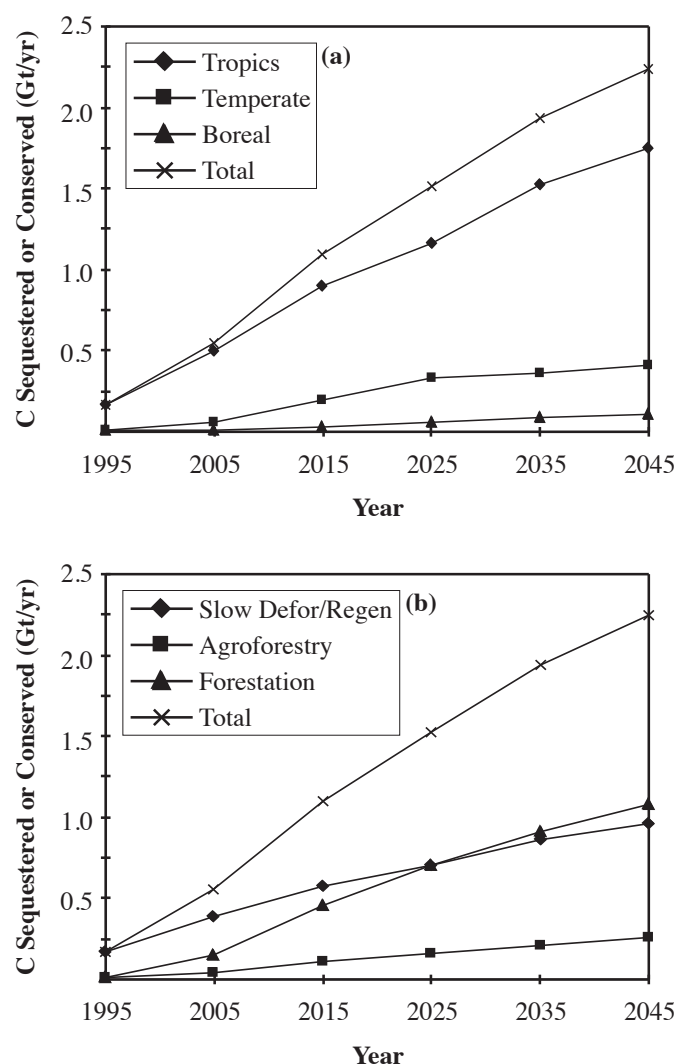 2.5
(a)
Tropics
Temperate
Boreal
Total
2.0
1.5
1.0
0.5
C Sequestered or Conserved (Gt/yr)
1995 2005 2015 2025 2035 2045
Year
2.5
(b)
Slow Defor/Regen
Agroforestry
Forestation
Total
2.0
1.5
1.0
0.5
C Sequestered or Conserved (Gt/yr)
1995 2005 2015 2025 2035 2045
Year